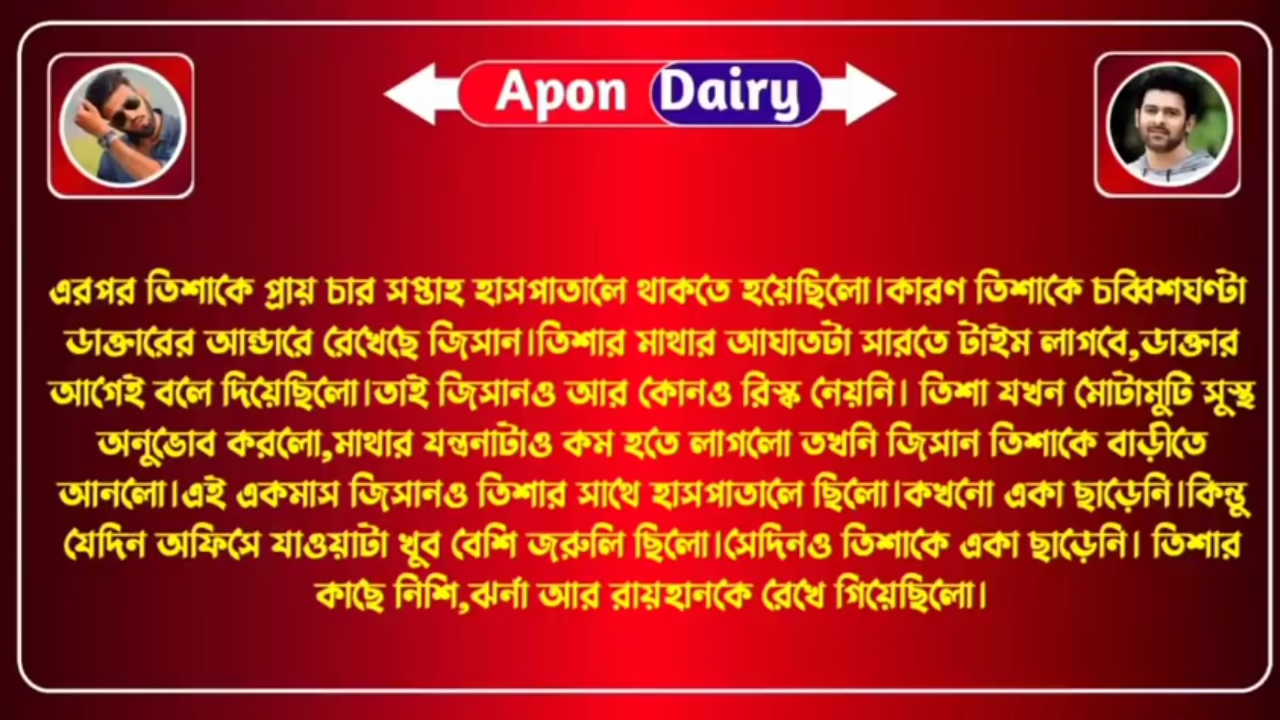 Apon Dairy
এরপর তিশাকে প্রায় চার সপ্তাহ হাসপাতালে থাকতে হয়েছিলো।কারণ তিশাকে চব্বিশঘণ্টা
ডাক্তারের আন্ডারে রেখেছে জিসান।তিশার মাথার আঘাতটা সারতে টাইম লাগবে,ডাক্তার
আগেই বলে দিয়েছিলো।তাই জিসানও আর কোনও রিস্ক নেয়নি। তিশা যখন মোটামুটি সুস্থ
অনুভোব করলো,মাথার যন্ত্রনাটাও কম হতে লাগলো তখনি জিসান তিশাকে বাড়ীতে
আনলো।এই একমাস জিসানও তিশার সাথে হাসপাতালে ছিলো।কখনো একা ছাড়েনি।কিন্তু
যেদিন অফিসে যাওয়াটা খুব বেশি জরুলি ছিলো।সেদিনও তিশাকে একা ছাড়েনি। তিশার
কাছে নিশি,ঝর্না আর রায়হানকে রেখে গিয়েছিলো।